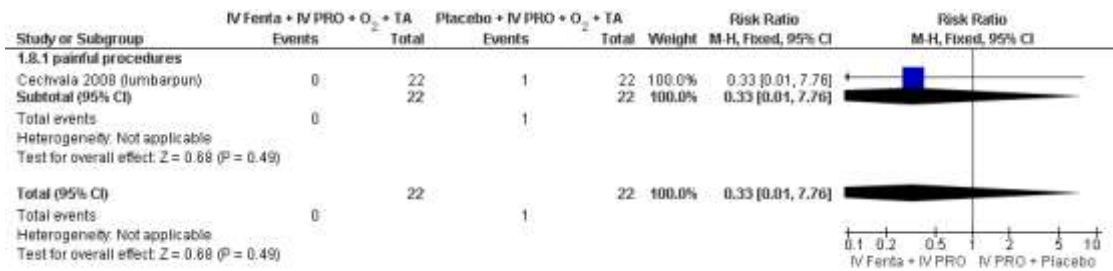 IV Fenta + IV PRO + O2 + TA Placebo + IV PRO + O2 + TA Risk Ratio Risk Ratio
Study or Subgroup Events Total Events Total Weight M-H, Fixed, 95% CI M-H, Fixed, 95% CI
1.8.1 painful procedures
Cechvala 2008 (lumbarpun) 0 22 1 22 100.0% 0.33 [0.01, 7.76]
Subtotal (95% CI) 22 22 100.0% 0.33 [0.01, 7.76]
Total events 0 1
Heterogeneity: Not applicable
Test for overall effect: Z = 0.68 (P = 0.49)
Total (95% CI) 22 22 100.0% 0.33 [0.01, 7.76]
Total events 0 1
Heterogeneity: Not applicable
Test for overall effect: Z = 0.68 (P = 0.49)
0.1 0.2 0.5 1 2 5 10
IV Fenta + IV PRO IV PRO + Placebo